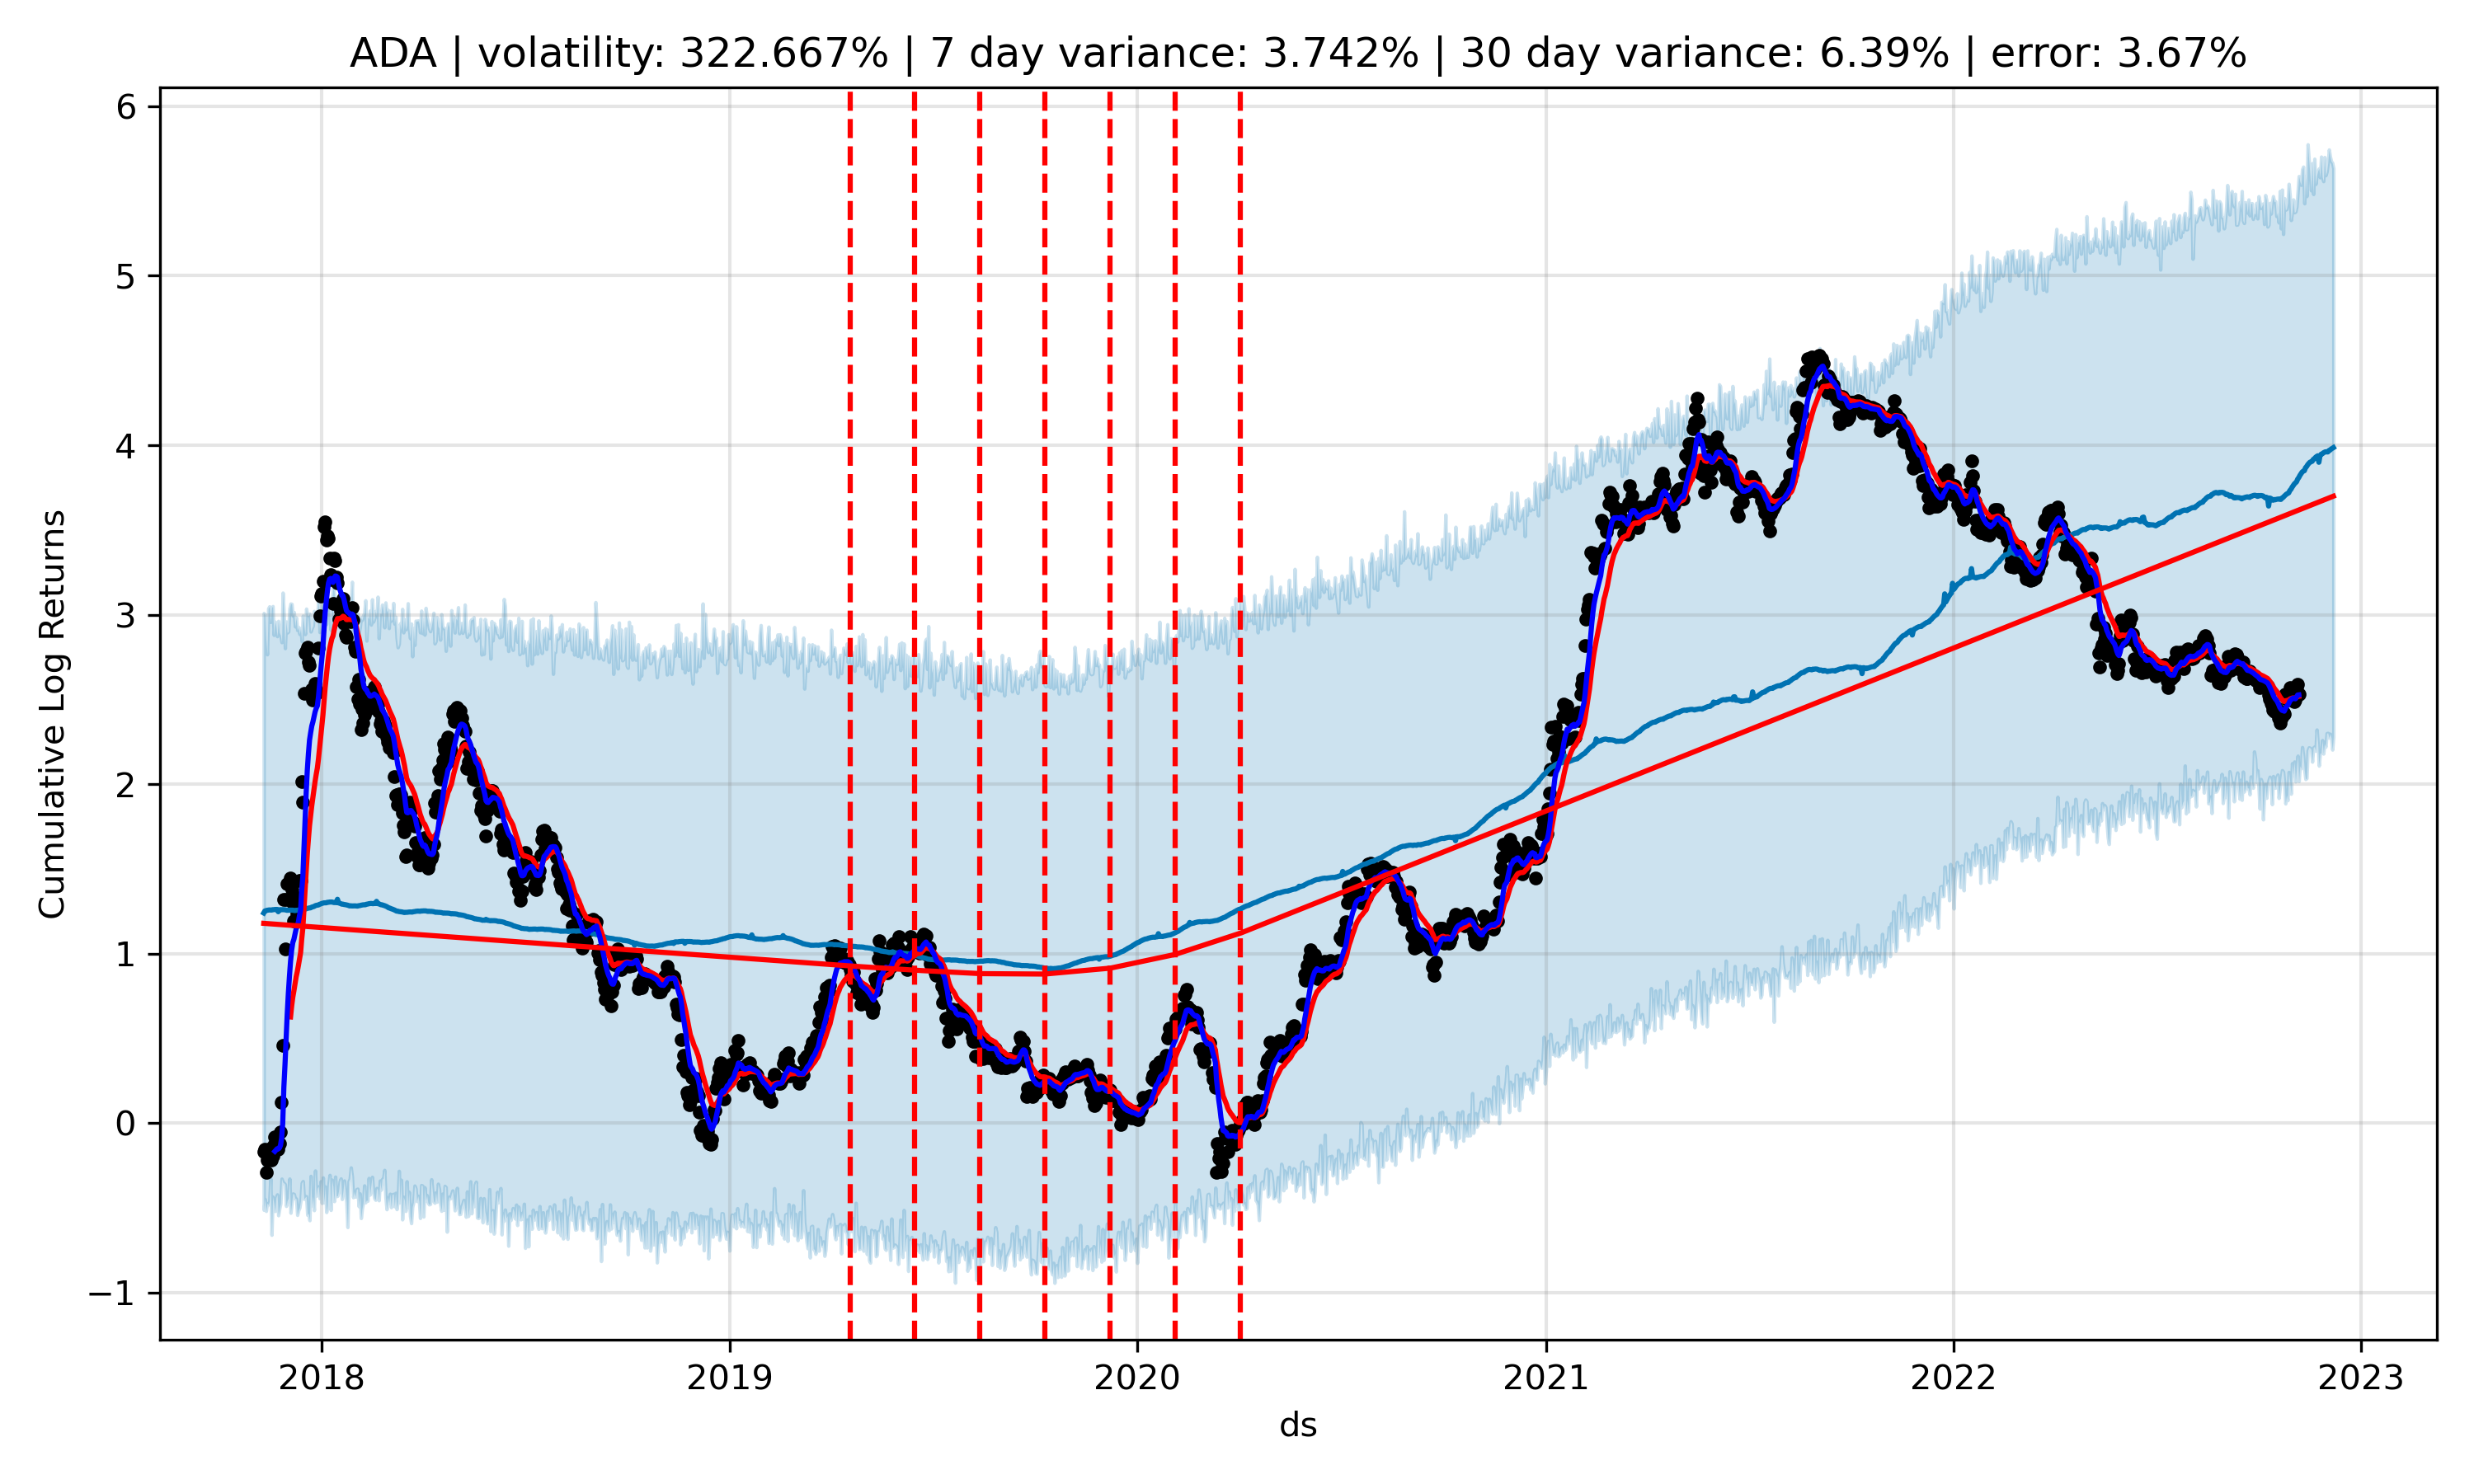 ADA | volatility: 322.667% | 7 day variance: 3.742% | 30 day variance: 6.39% | error: 3.67%
6
5
4
3
2
1
0
−1
Cumulative Log Returns
2018 2019 2020 2021 2022 2023
ds